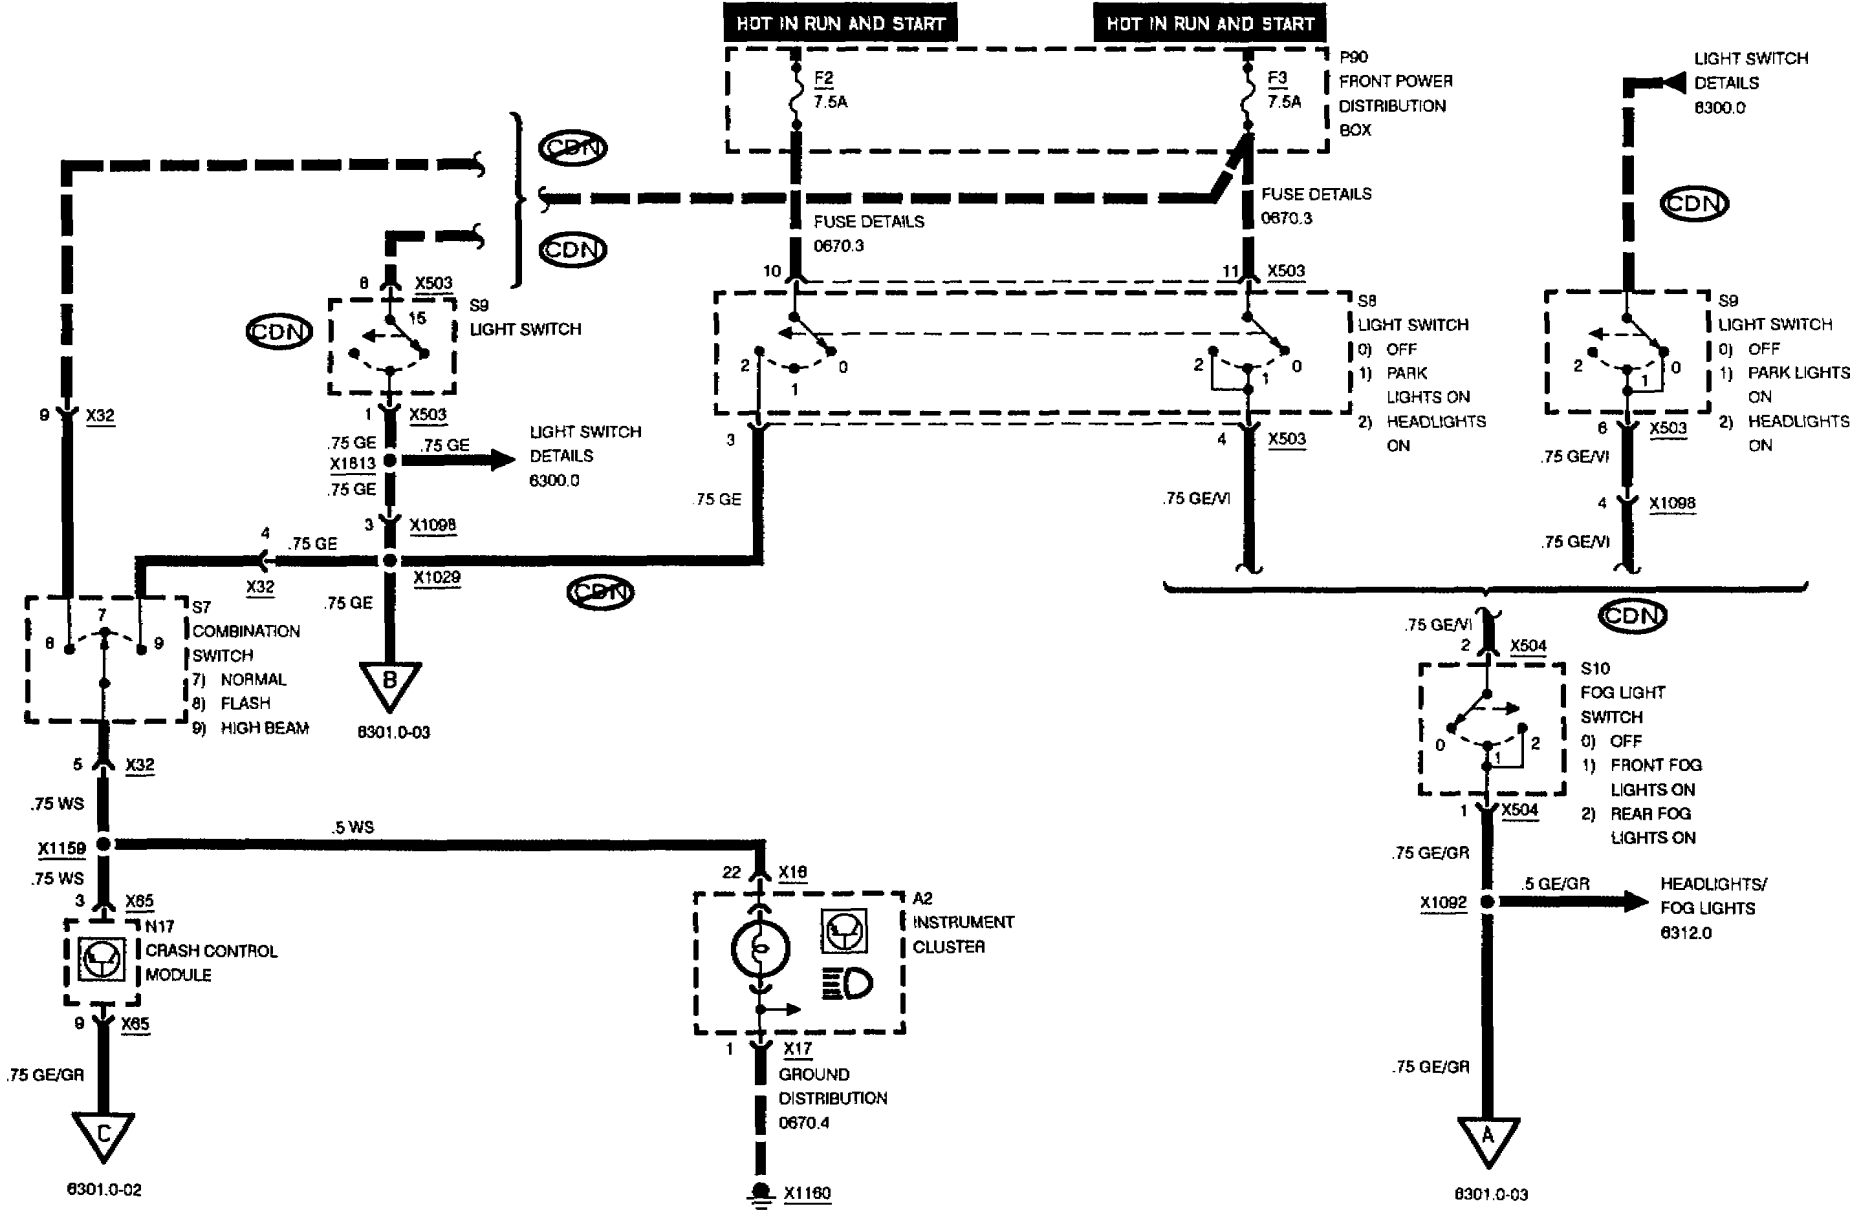 HOT IN RUN AND START
HOT IN RUN AND START
F2
7.5A
F3
7.5A
P90
FRONT POWER
DISTRIBUTION
BOX
LIGHT SWITCH
DETAILS
6300.0
CDN
CDN
CDN
FUSE DETAILS
0670.3
FUSE DETAILS
0670.3
8 X503
15
S9
LIGHT SWITCH
CDN
10
11 X503
2
1
0
2
1
0
S8
LIGHT SWITCH
0) OFF
1) PARK
LIGHTS ON
2) HEADLIGHTS
ON
2
1
0
S9
LIGHT SWITCH
0) OFF
1) PARK LIGHTS
ON
2) HEADLIGHTS
ON
9 X32
1 X503
.75 GE
.75 GE
X1813
.75 GE
LIGHT SWITCH
DETAILS
6300.0
3
4 X503
6 X503
.75 GE/VI
.75 GE
.75 GE/VI
3 X1098
4 X1098
.75 GE/VI
4
X32
.75 GE
X1029
.75 GE
CDN
CDN
8
7
9
S7
COMBINATION
SWITCH
7) NORMAL
8) FLASH
9) HIGH BEAM
B
6301.0-03
.75 GE/VI
2 X504
0
1
2
S10
FOG LIGHT
SWITCH
0) OFF
1) FRONT FOG
LIGHTS ON
2) REAR FOG
LIGHTS ON
5 X32
.75 WS
X1159
.5 WS
.75 WS
3 X65
N17
CRASH CONTROL
MODULE
9 X65
.75 GE/GR
C
6301.0-02
22 X16
A2
INSTRUMENT
CLUSTER
1 X17
GROUND
DISTRIBUTION
0670.4
X1160
1 X504
.75 GE/GR
X1092
.5 GE/GR
HEADLIGHTS/
FOG LIGHTS
6312.0
.75 GE/GR
A
6301.0-03